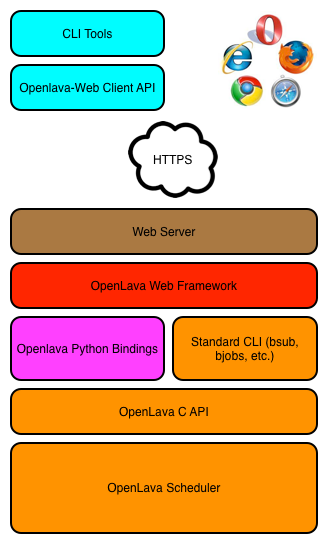 CLI Tools
Openlava-Web Client API
HTTPS
Web Server
OpenLava Web Framework
Openlava Python Bindings
Standard CLI (bsub,
bjobs, etc.)
OpenLava C API
OpenLava Scheduler